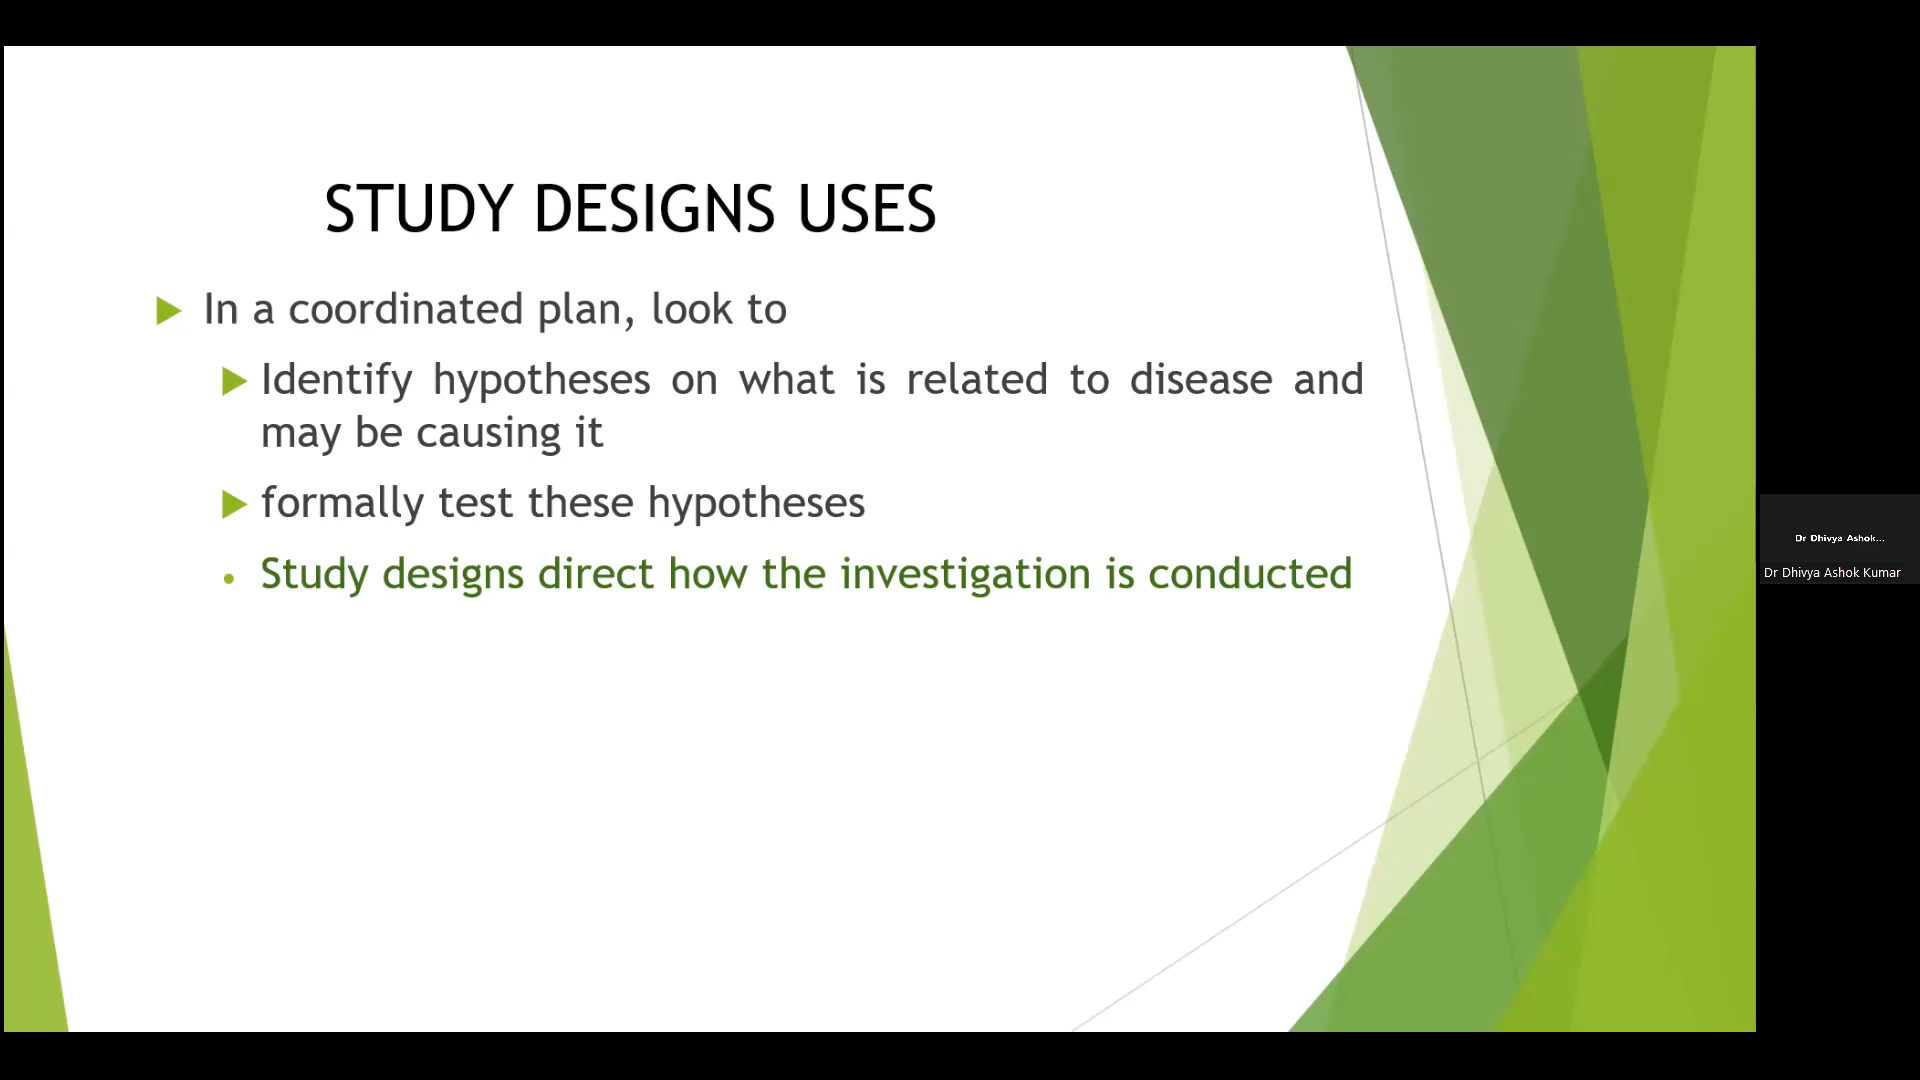 STUDY DESIGNS USES
In a coordinated plan, look to
Identify hypotheses on what is related to disease and
may be causing it
formally test these hypotheses
Study designs direct how the investigation is conducted
Dr Dhivya Ashok...
Dr Dhivya Ashok Kumar